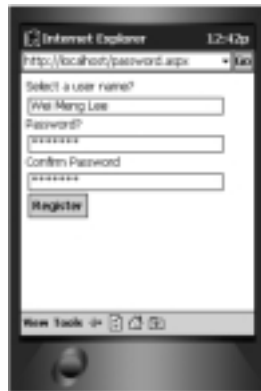 Internet Explorer 12:42p
http://localhost/password.aspx Go
Select a user name?
Wei Meng Lee
Password?
*******
Confirm Password
*******
Register
View Tools